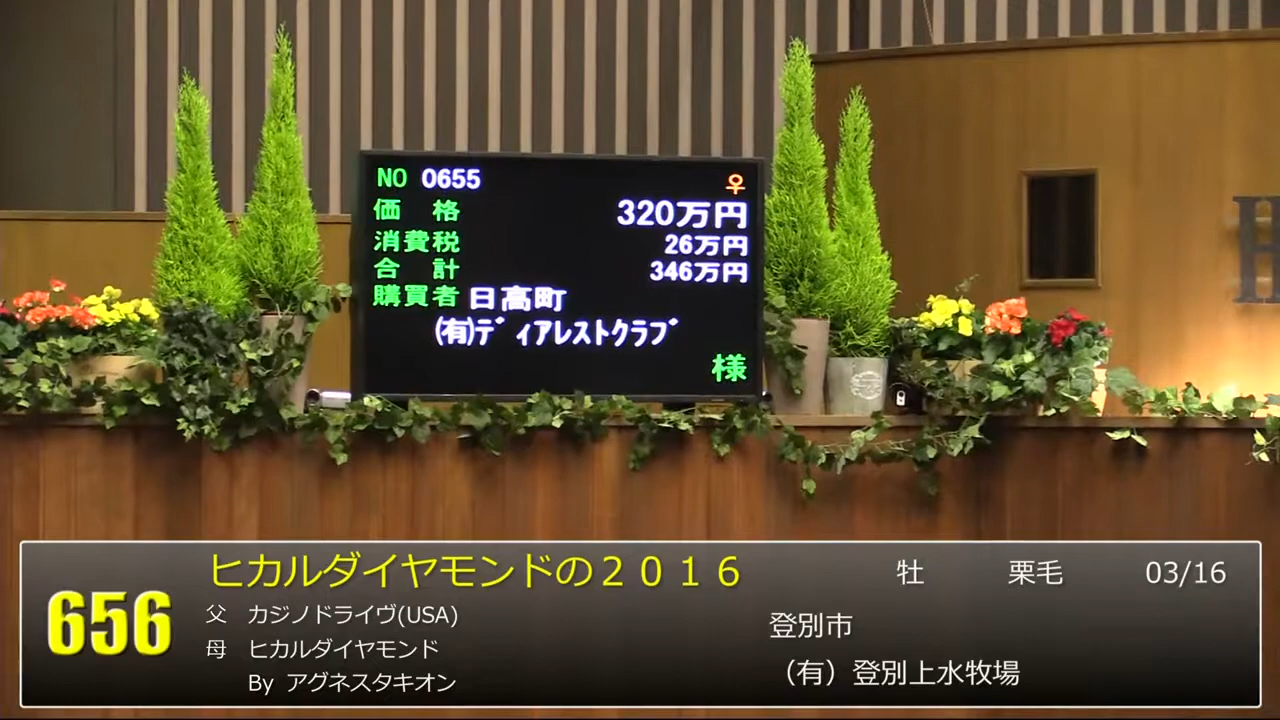 NO 0655 ♀
価 格 320万円
消費税 26万円
合 計 346万円
購買者 日高町
(有)ディアレストクラブ
様
H
656
ヒカルダイヤモンドの2016 牡 栗毛 03/16
父 カジノドライヴ(USA)
母 ヒカルダイヤモンド
By アグネスタキオン
登別市
(有)登別上水牧場